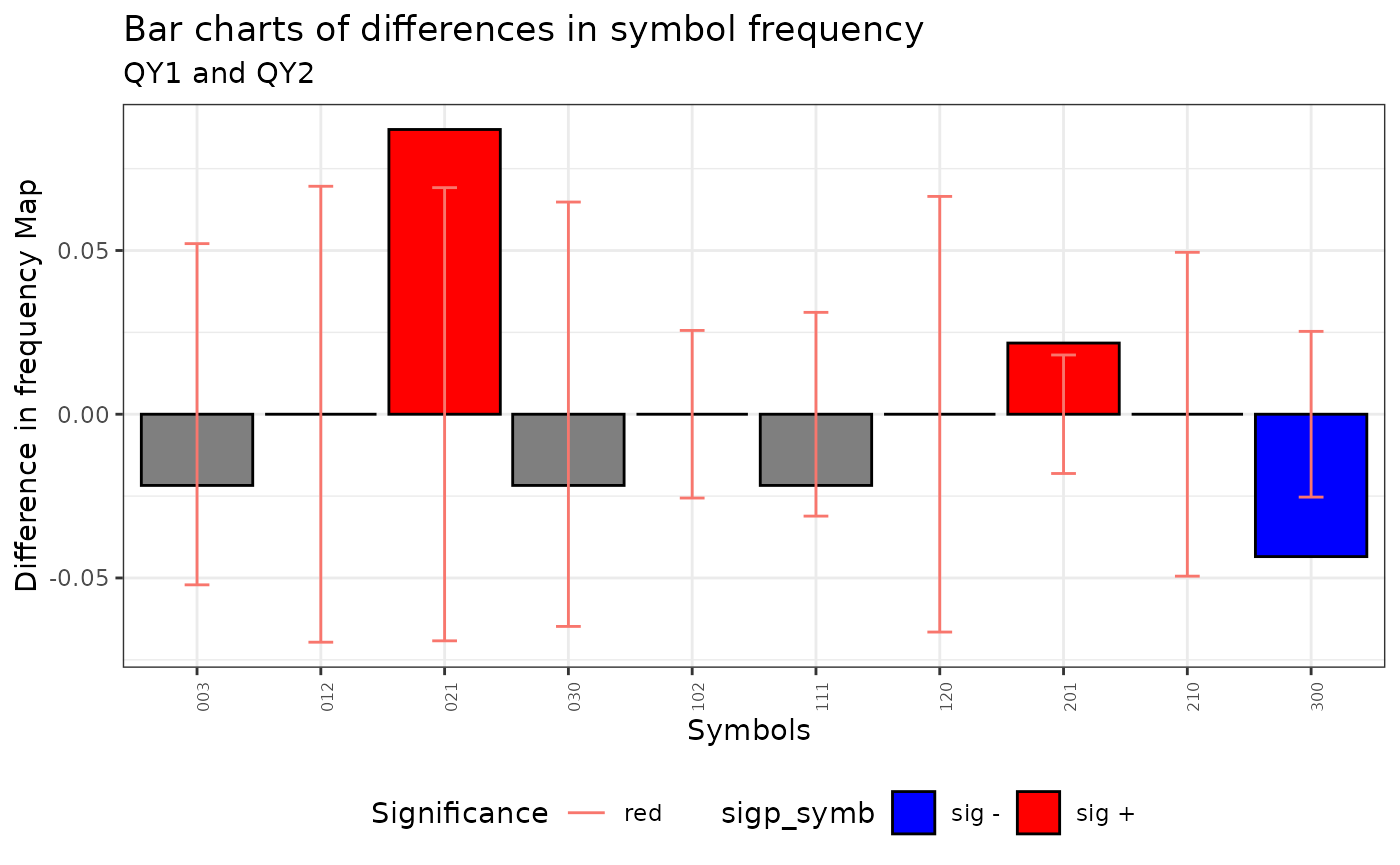 Bar charts of differences in symbol frequency
QY1 and QY2
Difference in frequency Map
0.05
0.00
-0.05
003 012 021 030 102 111 120 201 210 300
Symbols
Significance red sigp_symb sig - sig +